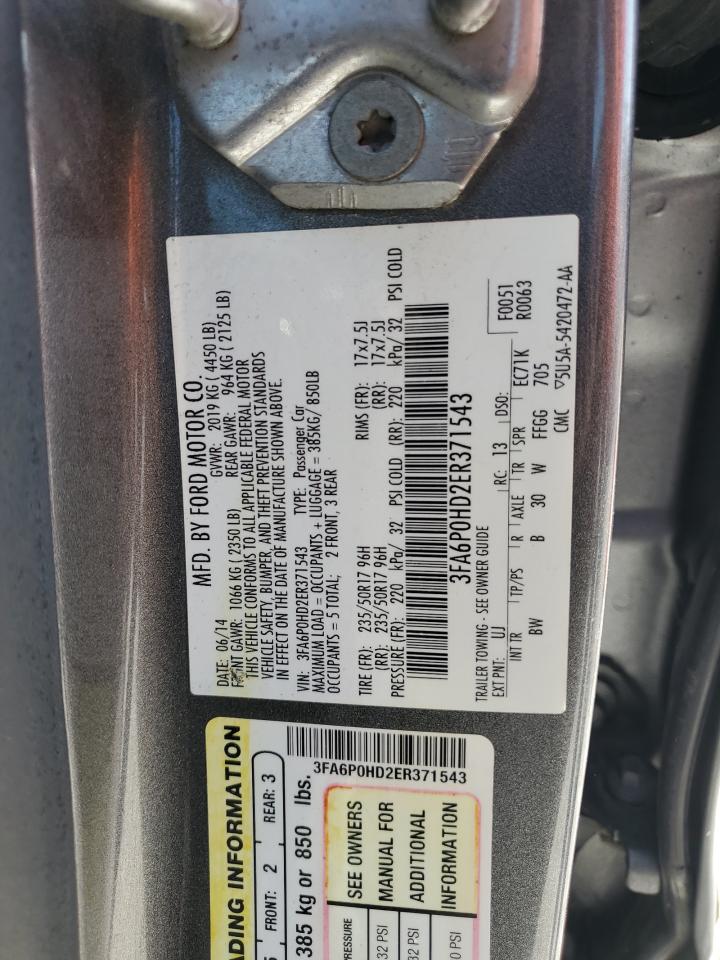 MFD. BY FORD MOTOR CO.
DATE: 06/14 GVWR: 2019 KG ( 4450 LB)
FRONT GAWR: 1066 KG ( 2350 LB) REAR GAWR: 964 KG ( 2125 LB)
THIS VEHICLE CONFORMS TO ALL APPLICABLE FEDERAL MOTOR
VEHICLE SAFETY, BUMPER, AND THEFT PREVENTION STANDARDS
IN EFFECT ON THE DATE OF MANUFACTURE SHOWN ABOVE.
VIN: 3FA6P0HD2ER371543 TYPE: Passenger Car
MAXIMUM LOAD = OCCUPANTS + LUGGAGE = 385KG/ 850LB
OCCUPANTS = 5 TOTAL; 2 FRONT, 3 REAR
TIRE (FR): 235/50R17 96H RIMS (FR): 17x7.5J
(RR): 235/50R17 96H (RR): 17x7.5J
PRESSURE (FR): 220 kPa/ 32 PSI COLD (RR): 220 kPa/ 32 PSI COLD
3FA6P0HD2ER371543
TRAILER TOWING - SEE OWNER GUIDE F0051
EXT PNT: UJ RC: 13 DSO: R0063
INT TR TP/PS R AXLE TR SPR EC71K
BW B 30 W FFGG 705
CMC ▽5U5A-5420472-AA
ADING INFORMATION
FRONT: 2 REAR: 3
385 kg or 850 lbs.
3FA6P0HD2ER371543
PRESSURE SEE OWNERS
32 PSI MANUAL FOR
32 PSI ADDITIONAL
0 PSI INFORMATION